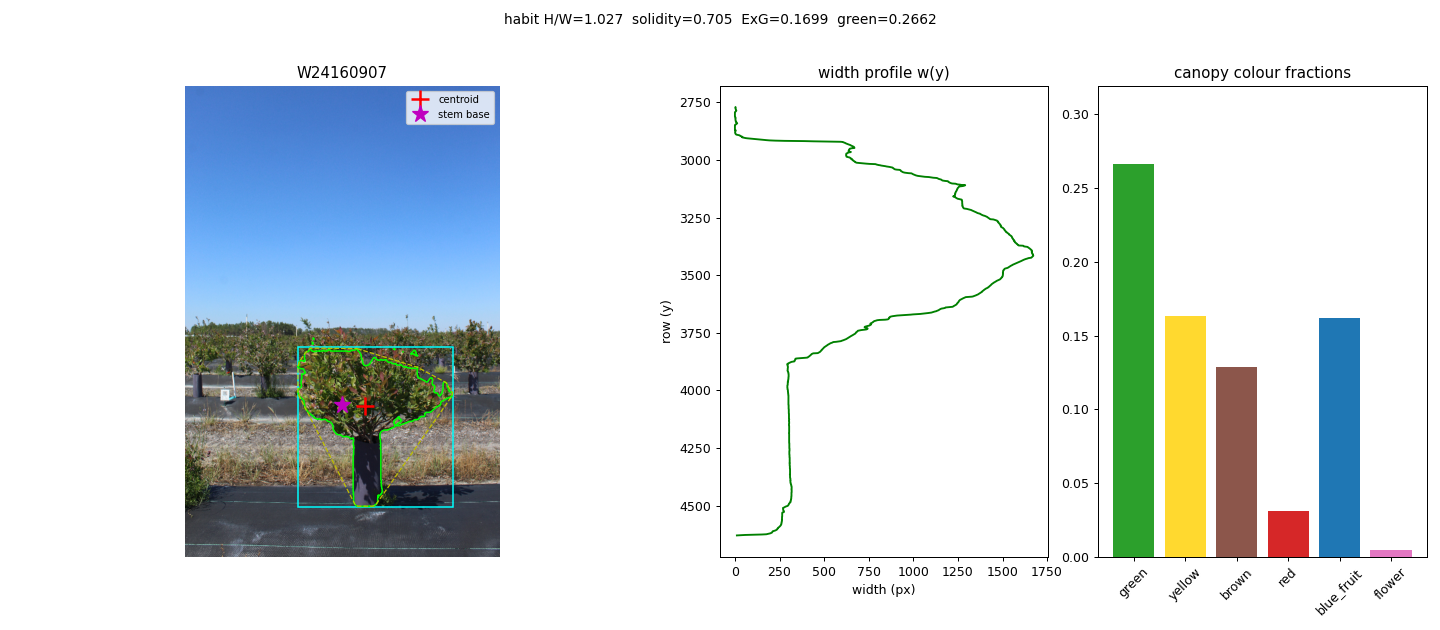 habit H/W=1.027  solidity=0.705  ExG=0.1699  green=0.2662
W24160907
centroid
stem base
width profile w(y)
row (y)
2750
3000
3250
3500
3750
4000
4250
4500
0 250 500 750 1000 1250 1500 1750
width (px)
canopy colour fractions
0.30
0.25
0.20
0.15
0.10
0.05
0.00
green yellow brown red blue_fruit flower